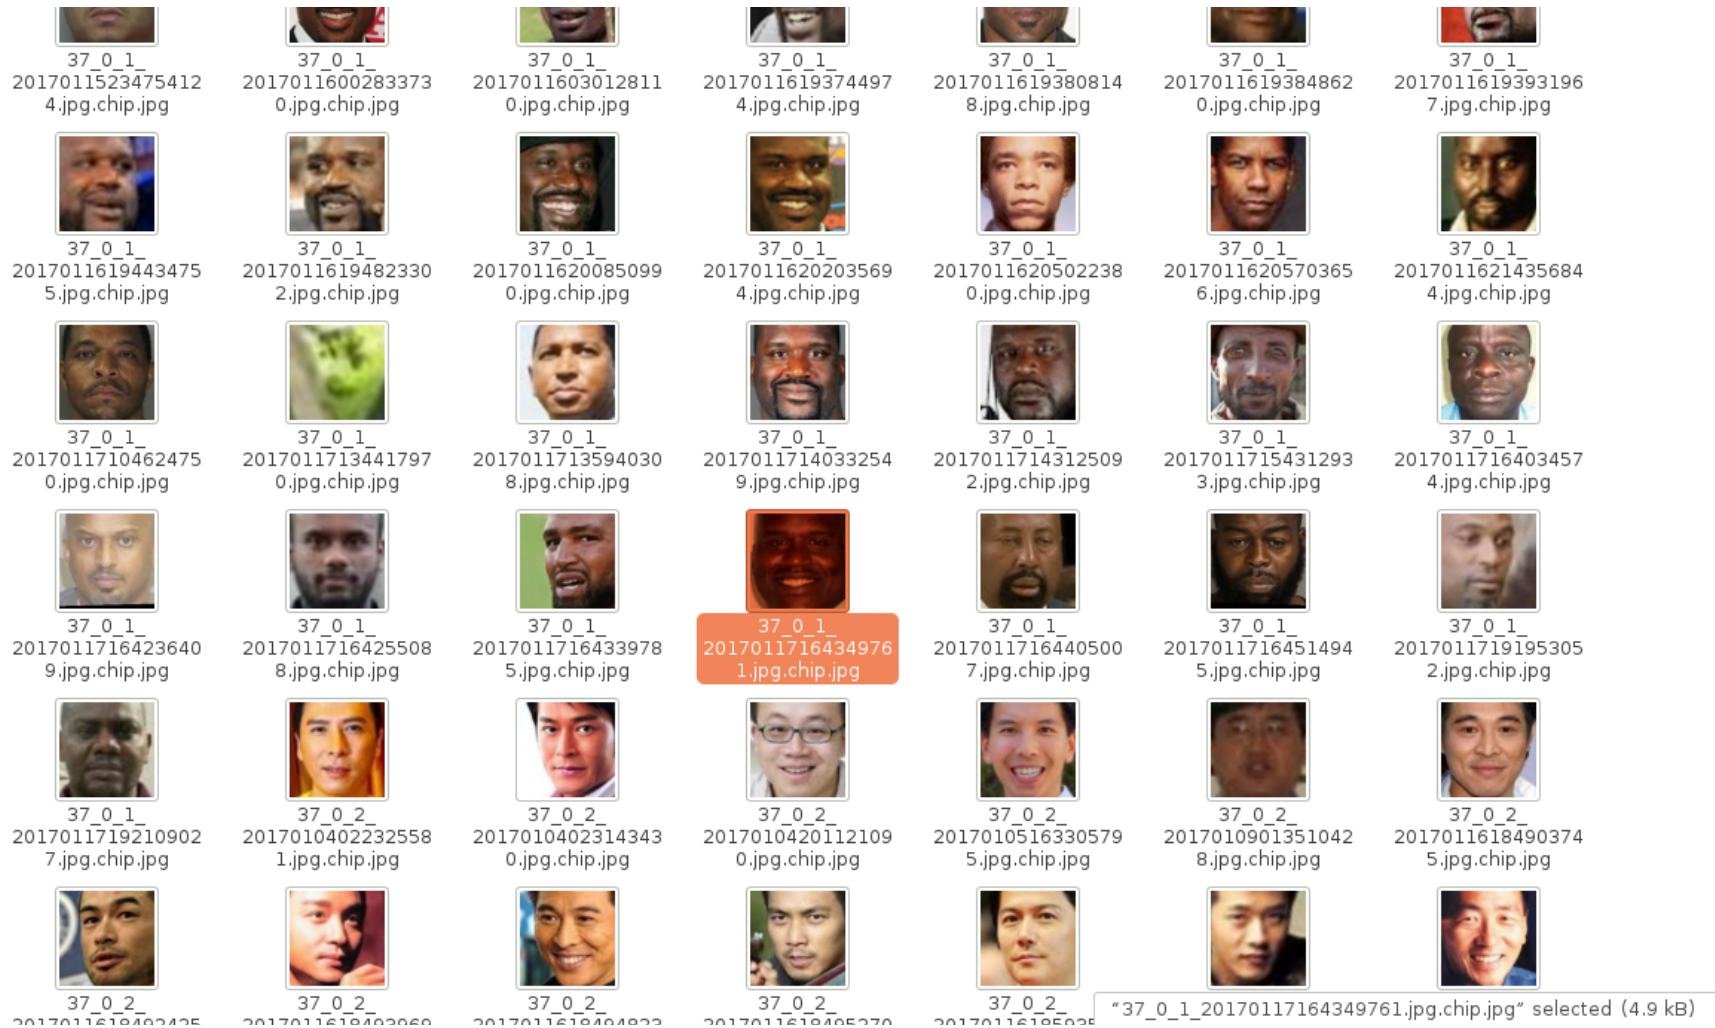 37_0_1_ 37_0_1_ 37_0_1_ 37_0_1_ 37_0_1_ 37_0_1_ 37_0_1_
2017011523475412 2017011600283373 2017011603012811 2017011619374497 2017011619380814 2017011619384862 2017011619393196
4.jpg.chip.jpg 0.jpg.chip.jpg 0.jpg.chip.jpg 4.jpg.chip.jpg 8.jpg.chip.jpg 0.jpg.chip.jpg 7.jpg.chip.jpg
37_0_1_ 37_0_1_ 37_0_1_ 37_0_1_ 37_0_1_ 37_0_1_ 37_0_1_
2017011619443475 2017011619482330 2017011620085099 2017011620203569 2017011620502238 2017011620570365 2017011621435684
5.jpg.chip.jpg 2.jpg.chip.jpg 0.jpg.chip.jpg 4.jpg.chip.jpg 0.jpg.chip.jpg 6.jpg.chip.jpg 4.jpg.chip.jpg
37_0_1_ 37_0_1_ 37_0_1_ 37_0_1_ 37_0_1_ 37_0_1_ 37_0_1_
2017011710462475 2017011713441797 2017011713594030 2017011714033254 2017011714312509 2017011715431293 2017011716403457
0.jpg.chip.jpg 0.jpg.chip.jpg 8.jpg.chip.jpg 9.jpg.chip.jpg 2.jpg.chip.jpg 3.jpg.chip.jpg 4.jpg.chip.jpg
37_0_1_ 37_0_1_ 37_0_1_ 37_0_1_ 37_0_1_ 37_0_1_ 37_0_1_
2017011716423640 2017011716425508 2017011716433978 2017011716434976 2017011716440500 2017011716451494 2017011719195305
9.jpg.chip.jpg 8.jpg.chip.jpg 5.jpg.chip.jpg 1.jpg.chip.jpg 7.jpg.chip.jpg 5.jpg.chip.jpg 2.jpg.chip.jpg
37_0_1_ 37_0_2_ 37_0_2_ 37_0_2_ 37_0_2_ 37_0_2_ 37_0_2_
2017011719210902 2017010402232558 2017010402314343 2017010420112109 2017010516330579 2017010901351042 2017011618490374
7.jpg.chip.jpg 1.jpg.chip.jpg 0.jpg.chip.jpg 0.jpg.chip.jpg 5.jpg.chip.jpg 8.jpg.chip.jpg 5.jpg.chip.jpg
37_0_2_ 37_0_2_ 37_0_2_ 37_0_2_ 37_0_2_
“37_0_1_20170117164349761.jpg.chip.jpg” selected (4.9 kB)